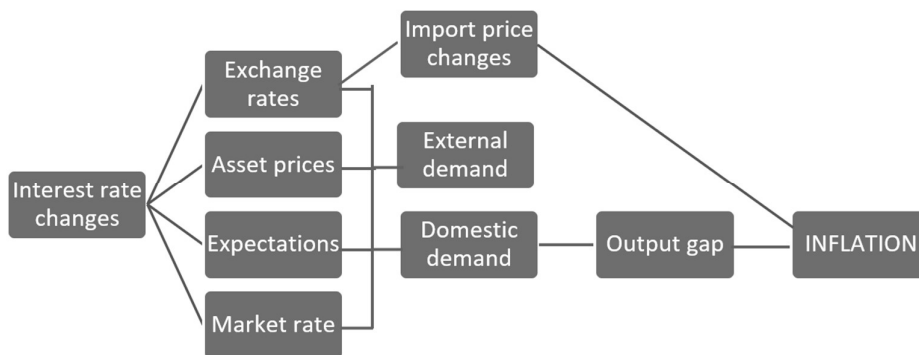 Interest rate
changes
Exchange
rates
Asset prices
Expectations
Market rate
Import price
changes
External
demand
Domestic
demand
Output gap
INFLATION